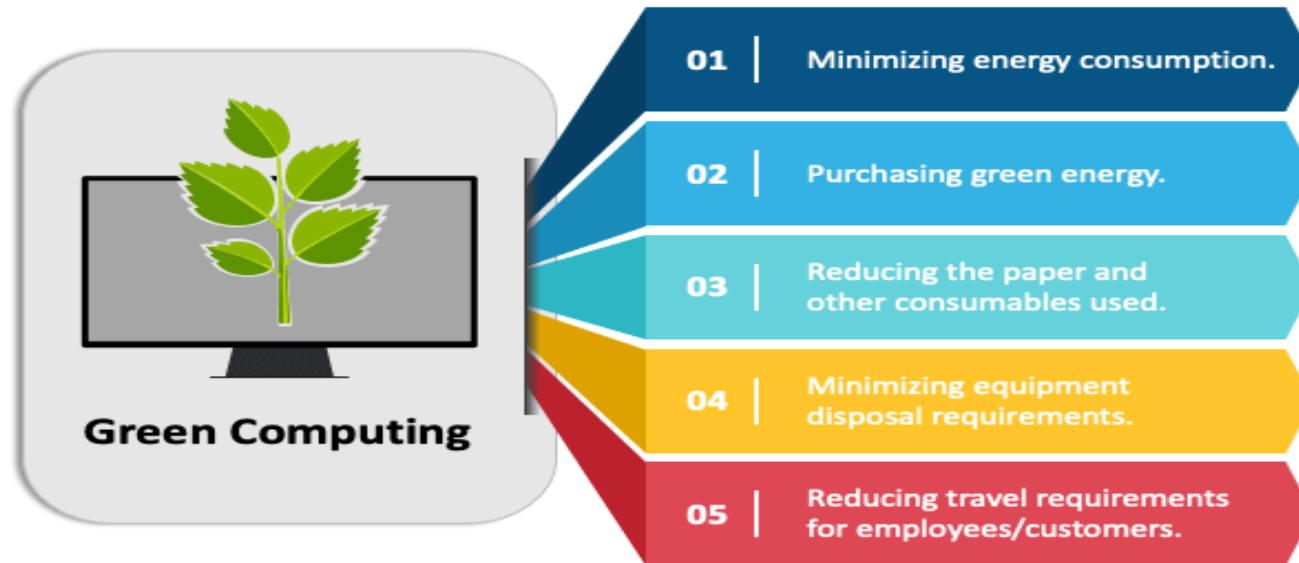 Green Computing
01 Minimizing energy consumption.
02 Purchasing green energy.
03 Reducing the paper and
other consumables used.
04 Minimizing equipment
disposal requirements.
05 Reducing travel requirements
for employees/customers.